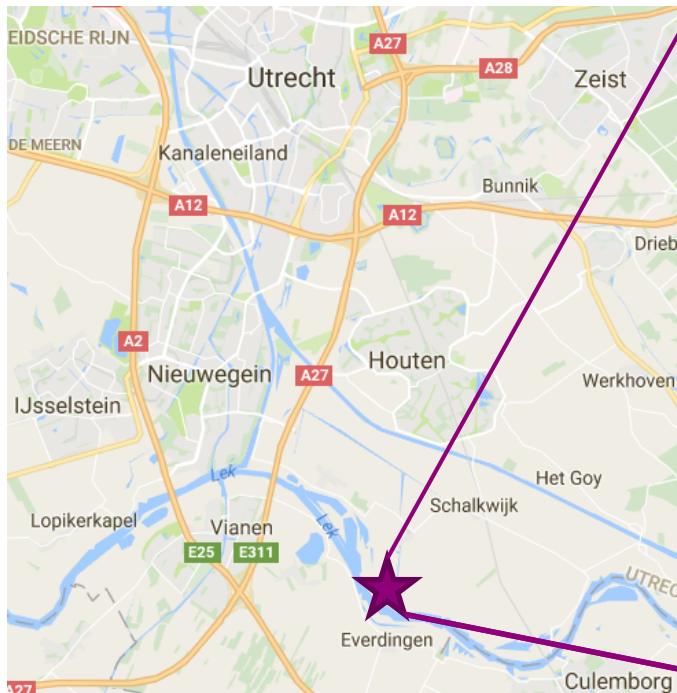 EIDSCHE RIJN
A27
Utrecht
A28
Zeist
DE MEERN
Kanaleneiland
Bunnik
A12
A12
Drieb
A2
Houten
Nieuwegein
A27
Werkhoven
IJsselstein
Lek
Het Goy
Schalkwijk
Lopikerkapel
Vianen
Lek
E25
E311
UTREC
Everdingen
Culemborg
A27